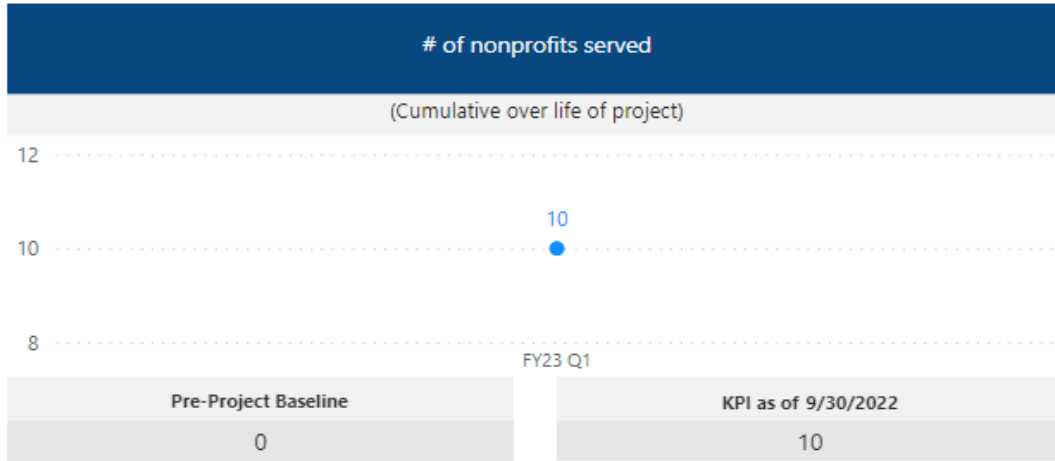 # of nonprofits served
(Cumulative over life of project)
12
10
10
8
FY23 Q1
Pre-Project Baseline
KPI as of 9/30/2022
0
10